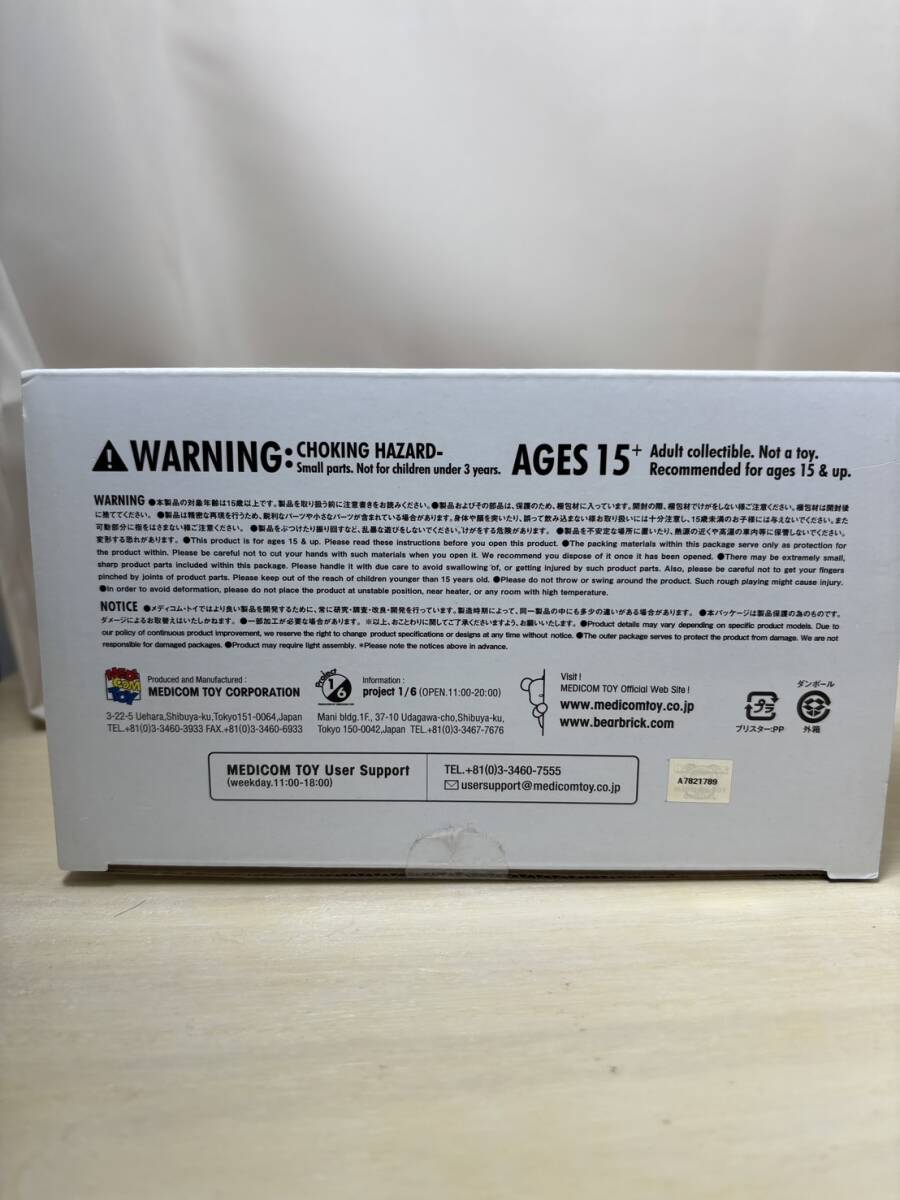 WARNING: CHOKING HAZARD-
Small parts. Not for children under 3 years.
AGES 15+ Adult collectible. Not a toy.
Recommended for ages 15 & up.
WARNING ●本製品の対象年齢は15歳以上です。製品を取り扱う前に注意書きをお読みください。●製品およびその部品は、保護のため、梱包材に入っています。開封の際、梱包材でけがをしない様ご注意ください。梱包材は開封後
に捨ててください。●製品は精密な再現を行うため、鋭利なパーツや小さなパーツが含まれている場合があります。身体や顔を突いたり、誤って飲み込まない様お取り扱いには十分注意し、15歳未満のお子様には与えないでください。また
可動部分に指をはさまない様ご注意ください。●製品をぶつけたり振り回すなど、乱暴な遊びをしないでください。けがをする危険があります。●製品を不安定な場所に置いたり、熱源の近くや高温の車内等に保管しないでください。
変形する恐れがあります。●This product is for ages 15 & up. Please read these instructions before you open this product. ●The packing materials within this package serve only as protection for
the product within. Please be careful not to cut your hands with such materials when you open it. We recommend you dispose of it once it has been opened. ●There may be extremely small,
sharp product parts included within this package. Please handle it with due care to avoid swallowing of, or getting injured by such product parts. Also, please be careful not to get your fingers
pinched by joints of product parts. Please keep out of the reach of children younger than 15 years old. ●Please do not throw or swing around the product. Such rough playing might cause injury.
●In order to avoid deformation, please do not place the product at unstable position, near heater, or any room with high temperature.
NOTICE ●メディコム・トイではより良い製品を開発するために、常に研究・調査・改良・開発を行っています。製造時期によって、同一製品の中にも多少の違いがある場合があります。●本パッケージは製品保護の為のものです。
ダメージによるお取替えはいたしかねます。●一部加工が必要な場合があります。※以上、おことわりに関してご了承くださいますよう、お願いいたします。●Product details may vary depending on specific product models. Due to
our policy of continuous product improvement, we reserve the right to change product specifications or designs at any time without notice. ●The outer package serves to protect the product from damage. We are not
responsible for damaged packages. ●Product may require light assembly. *Please note the notices above in advance.
MEDI COM TOY
Produced and Manufactured :
MEDICOM TOY CORPORATION
3-22-5 Uehara,Shibuya-ku,Tokyo151-0064,Japan
TEL.+81(0)3-3460-3933 FAX.+81(0)3-3460-6933
project 1/6
Information :
project 1/6 (OPEN.11:00-20:00)
Mani bldg.1F., 37-10 Udagawa-cho,Shibuya-ku,
Tokyo 150-0042,Japan TEL.+81(0)3-3467-7676
Visit !
MEDICOM TOY Official Web Site !
www.medicomtoy.co.jp
www.bearbrick.com
プラ
ブリスター:PP
ダンボール
外箱
MEDICOM TOY User Support
(weekday.11:00-18:00)
TEL.+81(0)3-3460-7555
usersupport@medicomtoy.co.jp
A7821789